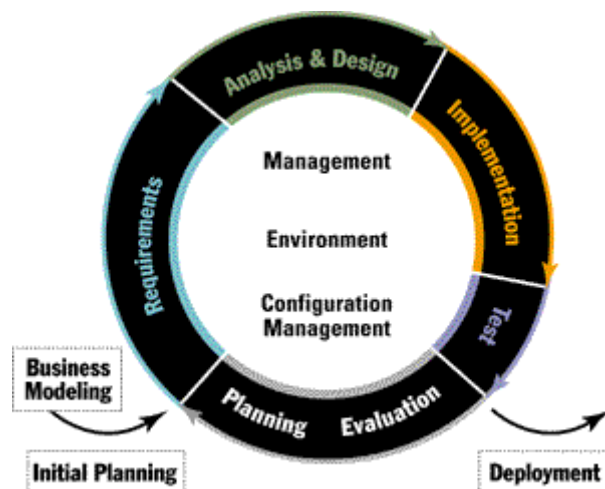 Analysis & Design
Implementation
Requirements
Management
Environment
Configuration
Management
Test
Planning
Evaluation
Business
Modeling
Initial Planning
Deployment